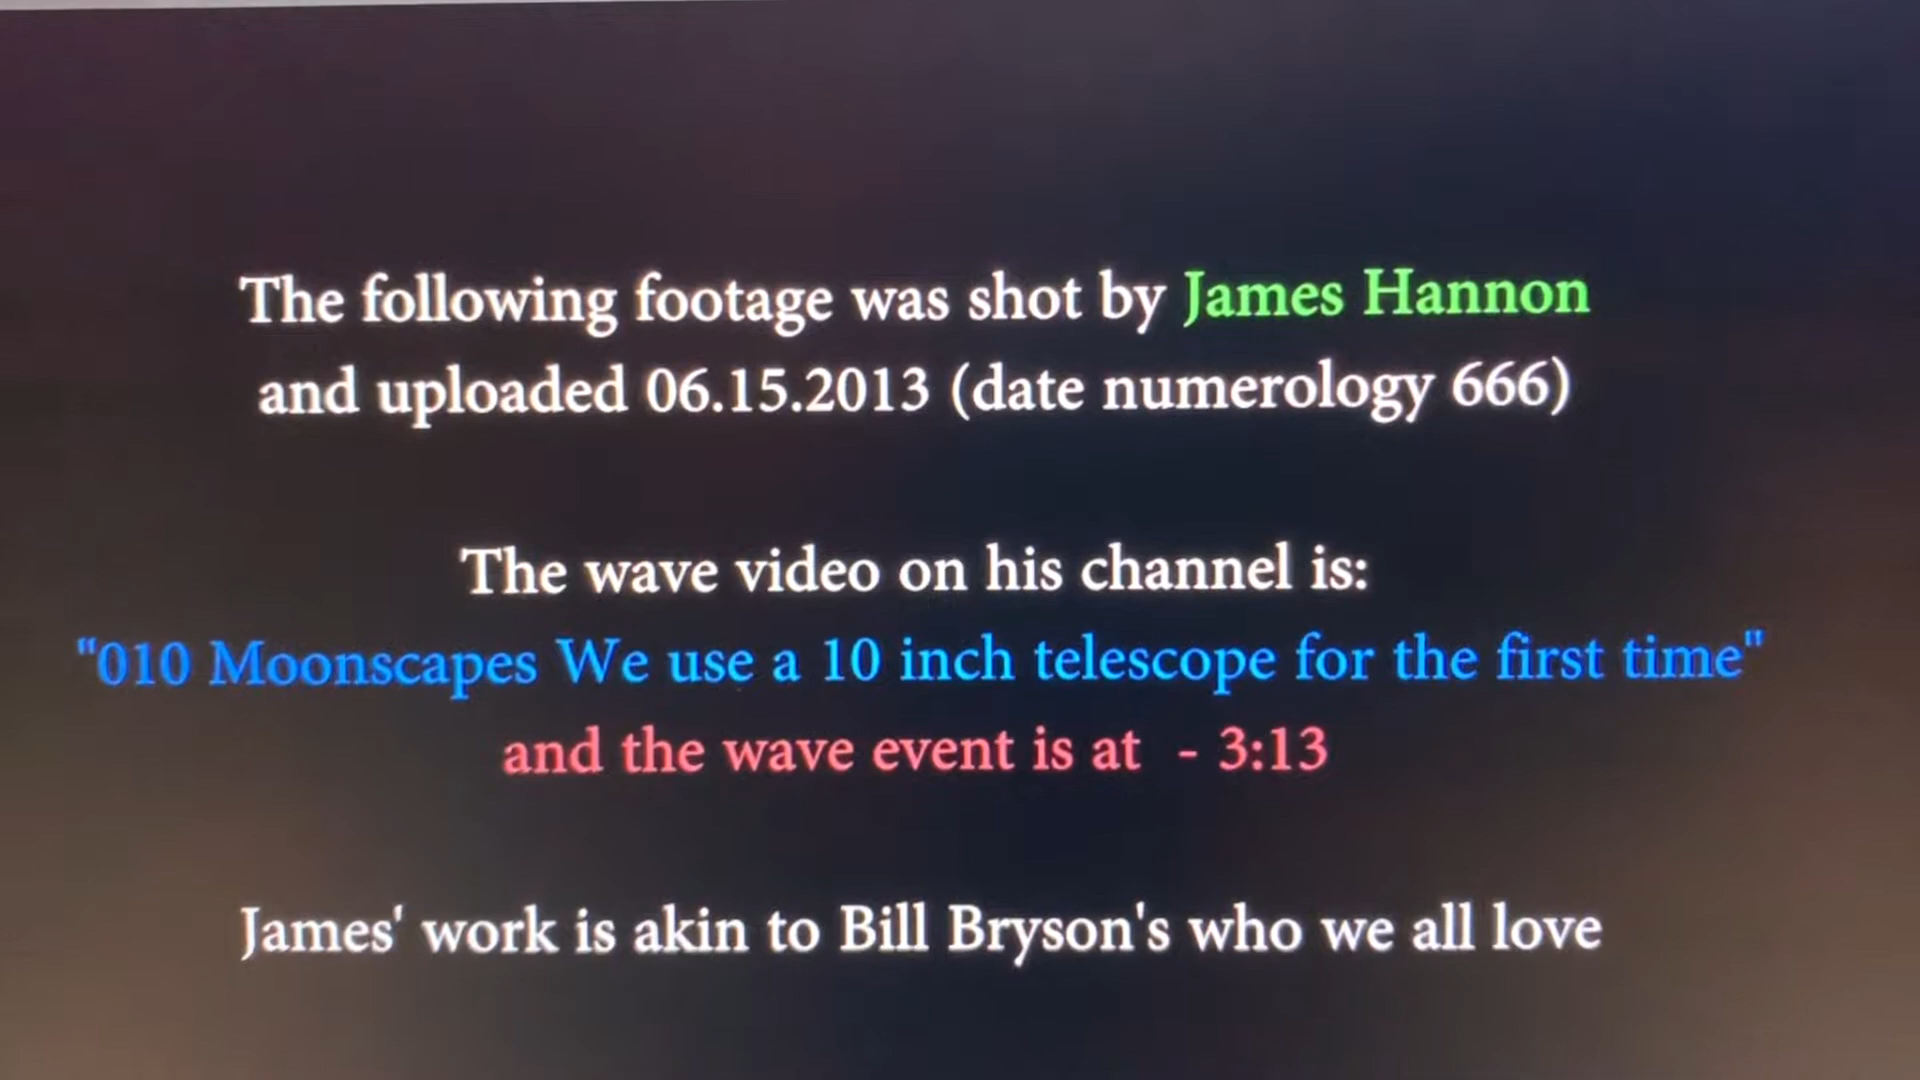 The following footage was shot by James Hannon
and uploaded 06.15.2013 (date numerology 666)
The wave video on his channel is:
"010 Moonscapes We use a 10 inch telescope for the first time"
and the wave event is at - 3:13
James' work is akin to Bill Bryson's who we all love